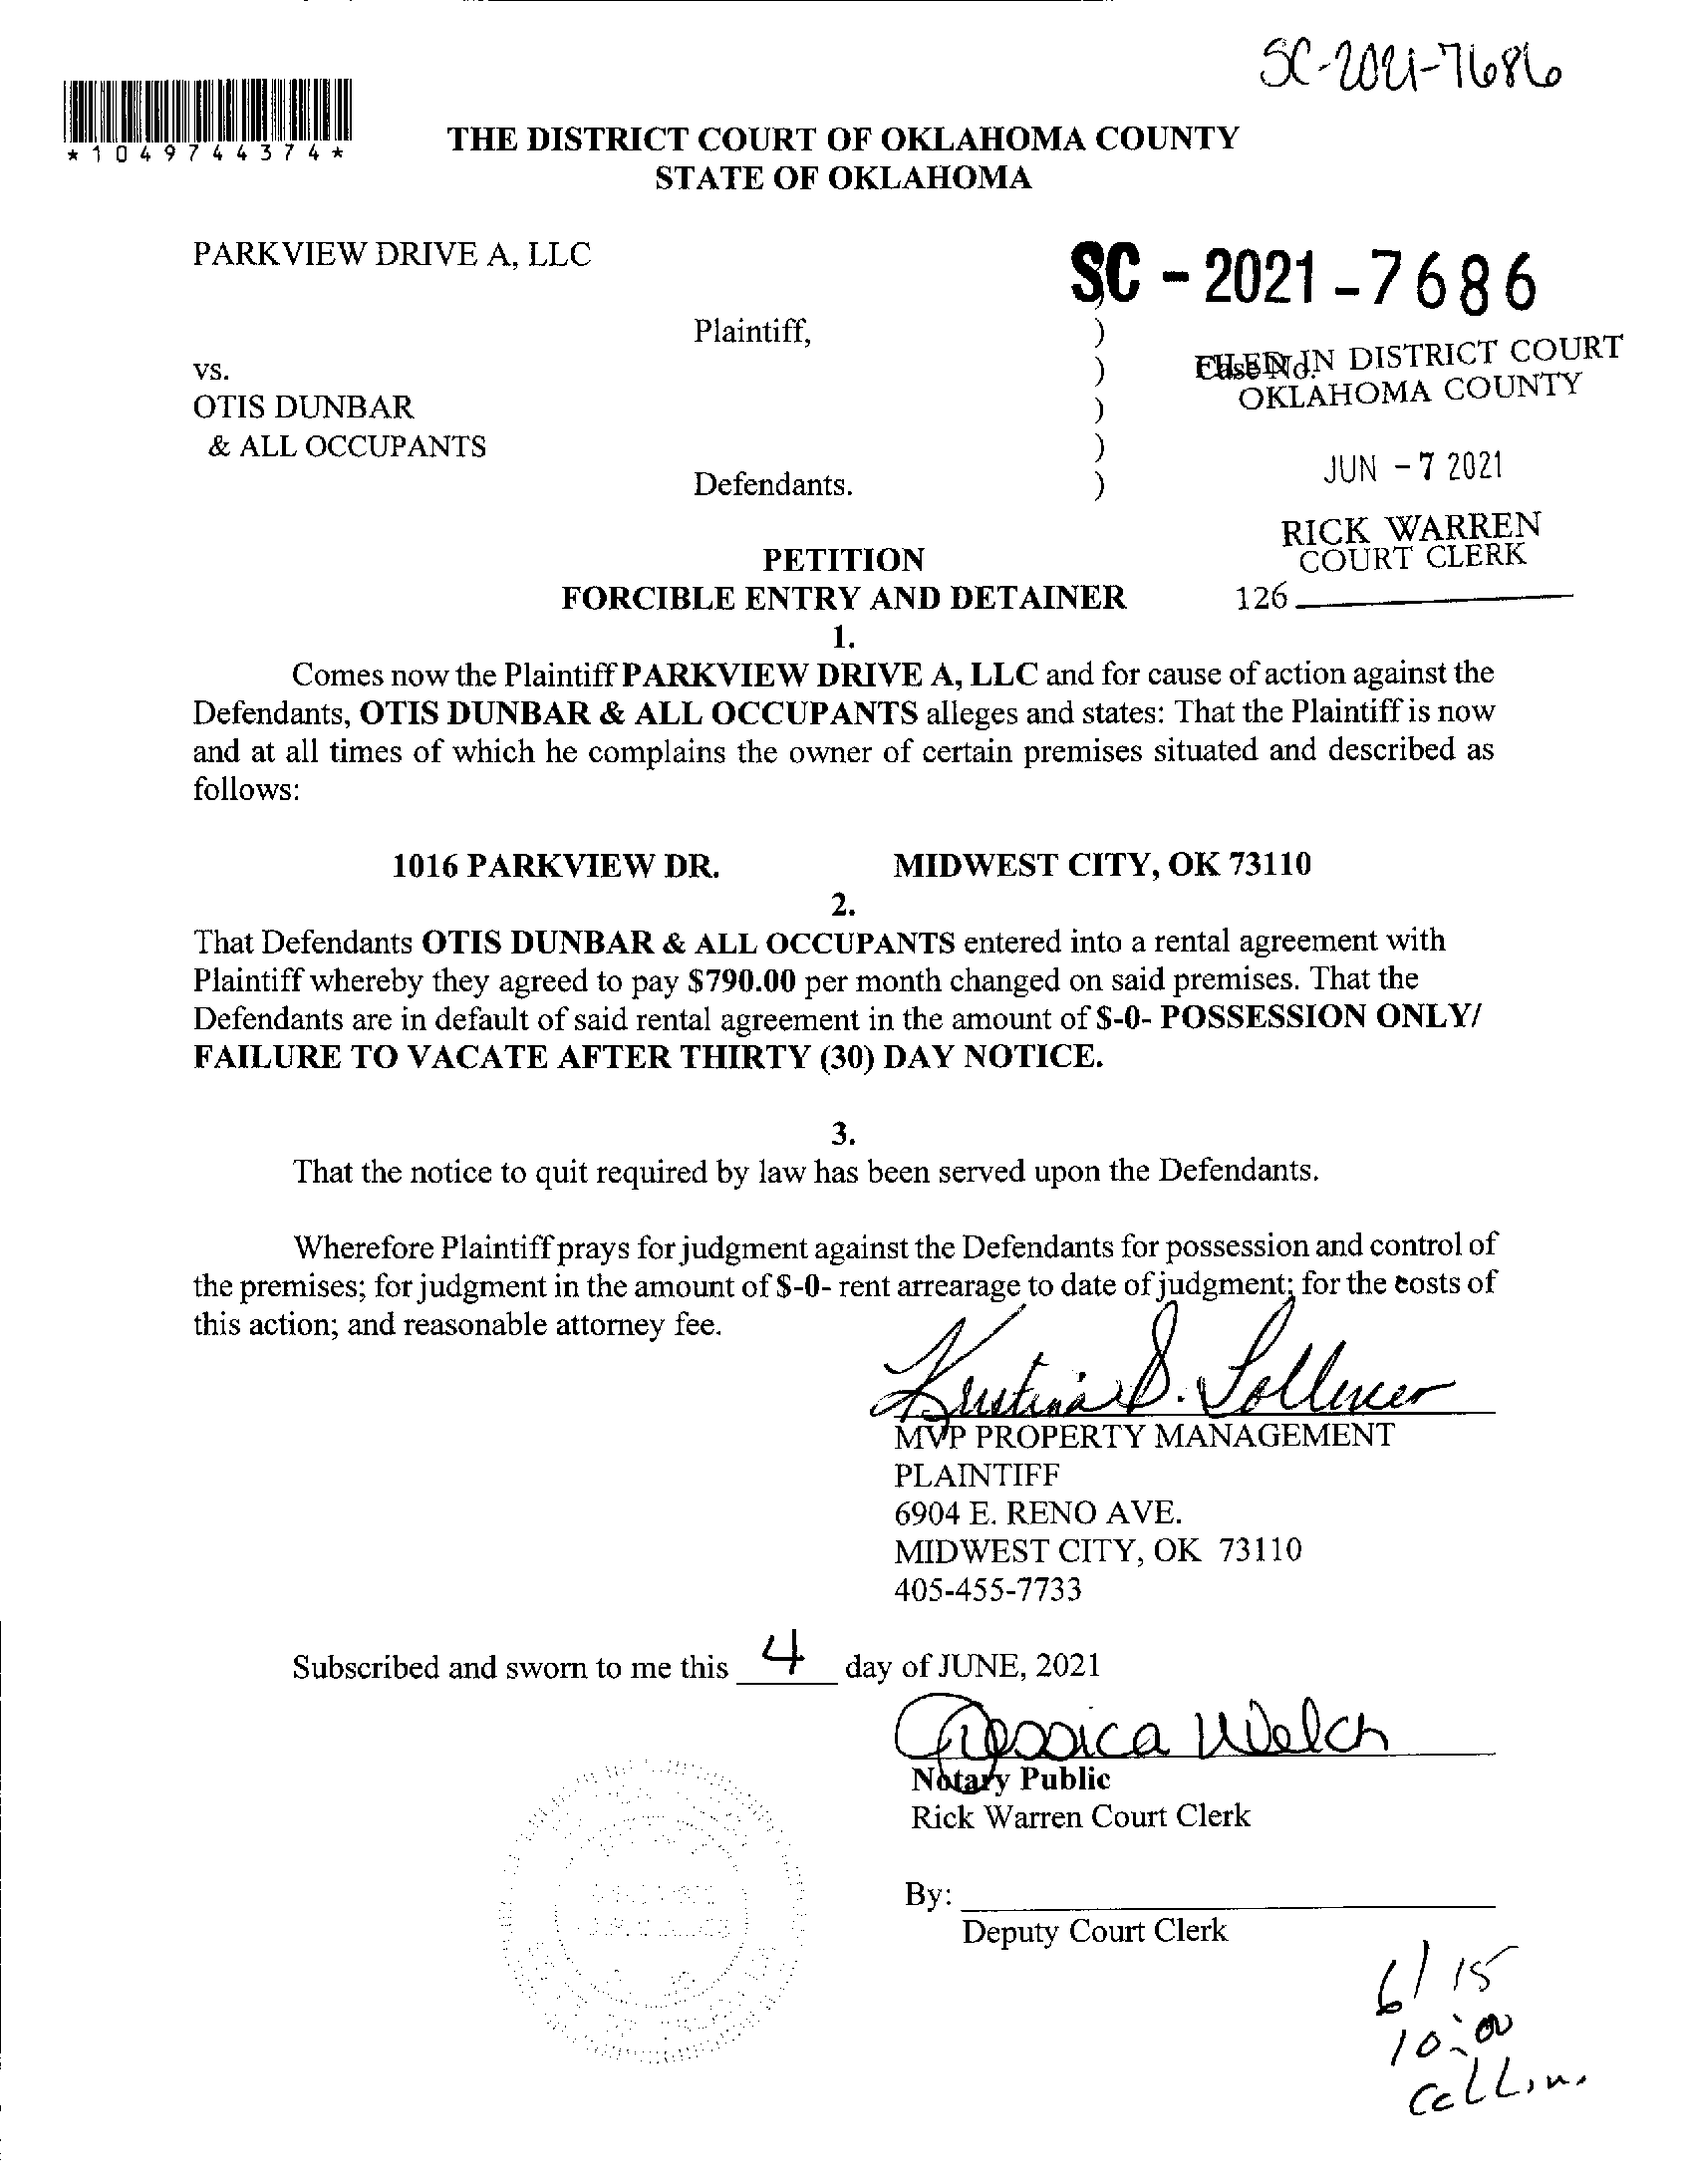 SC-2021-7686
*1049744374*
THE DISTRICT COURT OF OKLAHOMA COUNTY
STATE OF OKLAHOMA
PARKVIEW DRIVE A, LLC
SC - 2021 - 7686
Plaintiff, )
vs. ) Case No.
FILED IN DISTRICT COURT
OKLAHOMA COUNTY
OTIS DUNBAR )
& ALL OCCUPANTS )
Defendants. )
JUN - 7 2021
RICK WARREN
COURT CLERK
126
PETITION
FORCIBLE ENTRY AND DETAINER
1.
Comes now the Plaintiff PARKVIEW DRIVE A, LLC and for cause of action against the
Defendants, OTIS DUNBAR & ALL OCCUPANTS alleges and states: That the Plaintiff is now
and at all times of which he complains the owner of certain premises situated and described as
follows:
1016 PARKVIEW DR. MIDWEST CITY, OK 73110
2.
That Defendants OTIS DUNBAR & ALL OCCUPANTS entered into a rental agreement with
Plaintiff whereby they agreed to pay $790.00 per month changed on said premises. That the
Defendants are in default of said rental agreement in the amount of $-0- POSSESSION ONLY/
FAILURE TO VACATE AFTER THIRTY (30) DAY NOTICE.
3.
That the notice to quit required by law has been served upon the Defendants.
Wherefore Plaintiff prays for judgment against the Defendants for possession and control of
the premises; for judgment in the amount of $-0- rent arrearage to date of judgment; for the costs of
this action; and reasonable attorney fee.
MVP PROPERTY MANAGEMENT
PLAINTIFF
6904 E. RENO AVE.
MIDWEST CITY, OK 73110
405-455-7733
Subscribed and sworn to me this 4 day of JUNE, 2021
Jessica Welch
Notary Public
Rick Warren Court Clerk
By:
Deputy Court Clerk
6/15
10:00